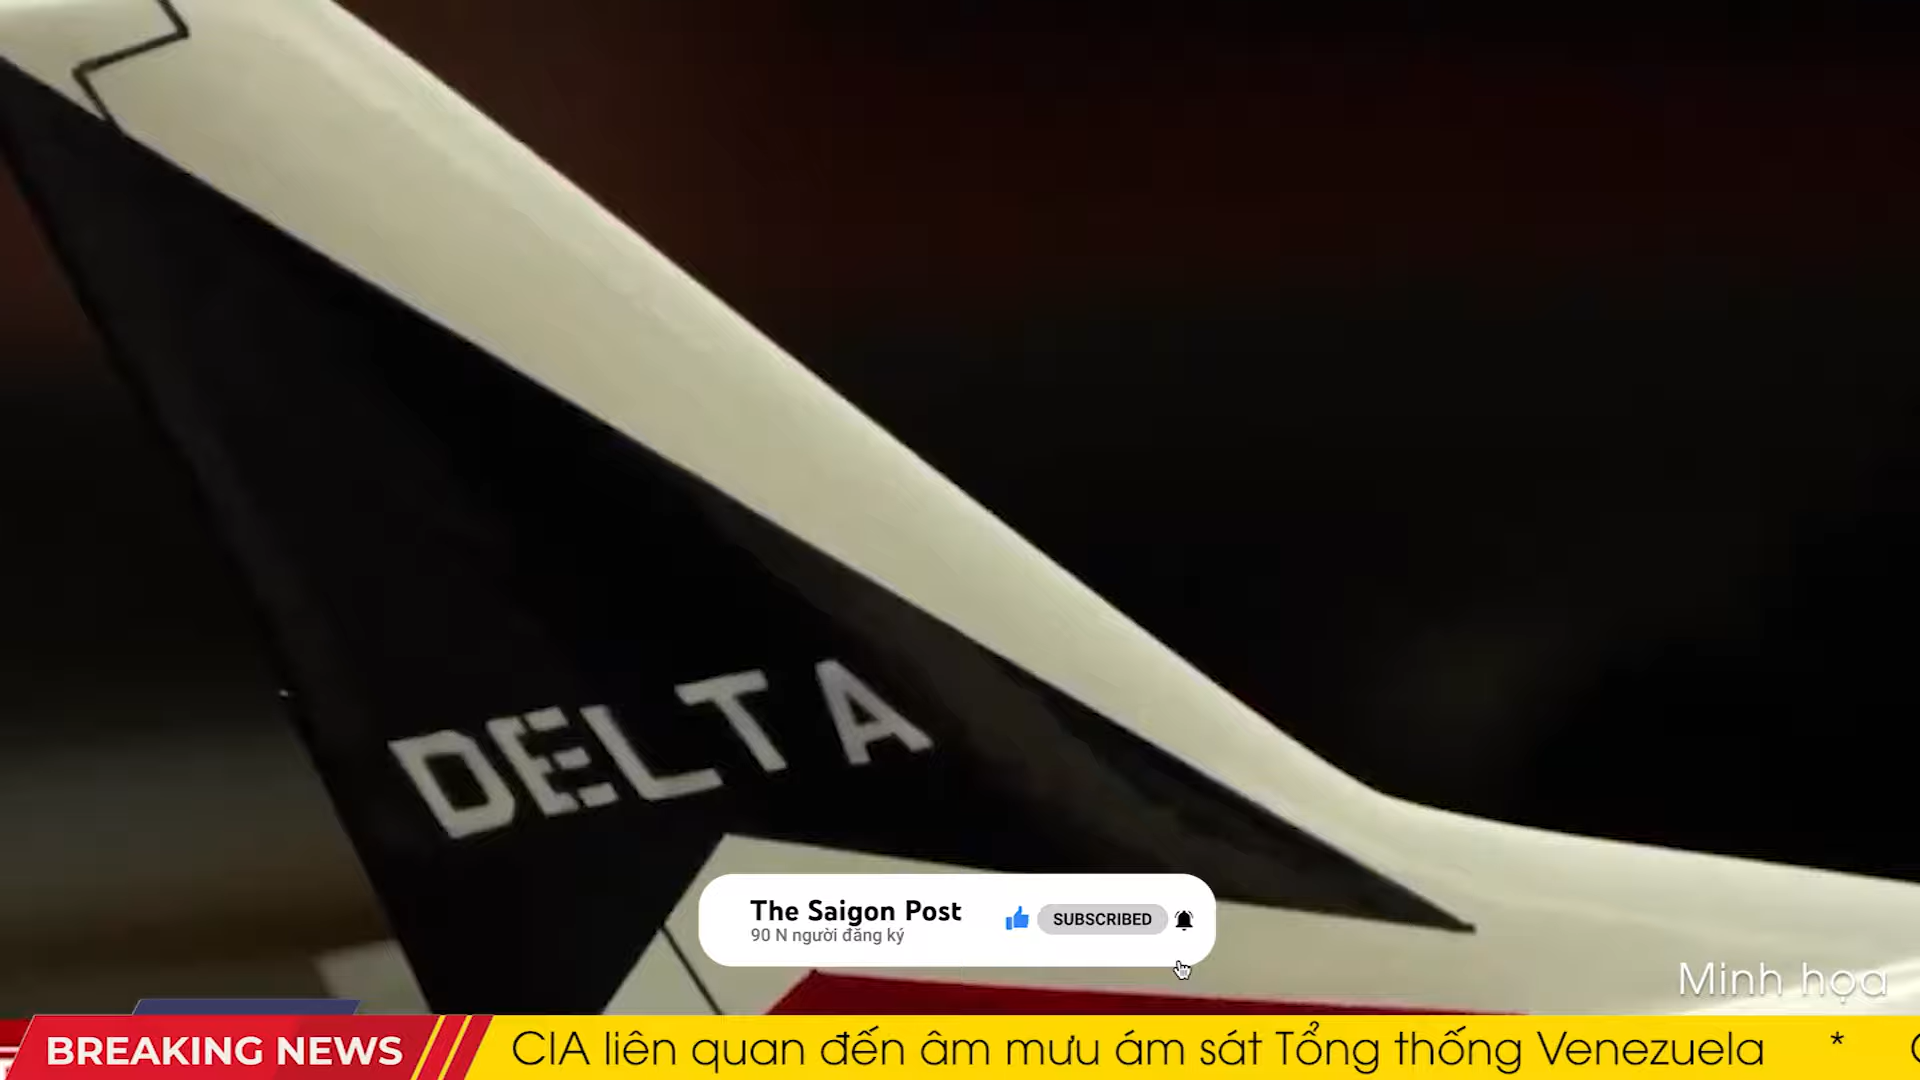 DELTA
The Saigon Post
90 N người đăng ký
SUBSCRIBED
Minh họa
BREAKING NEWS
CIA liên quan đến âm mưu ám sát Tổng thống Venezuela *